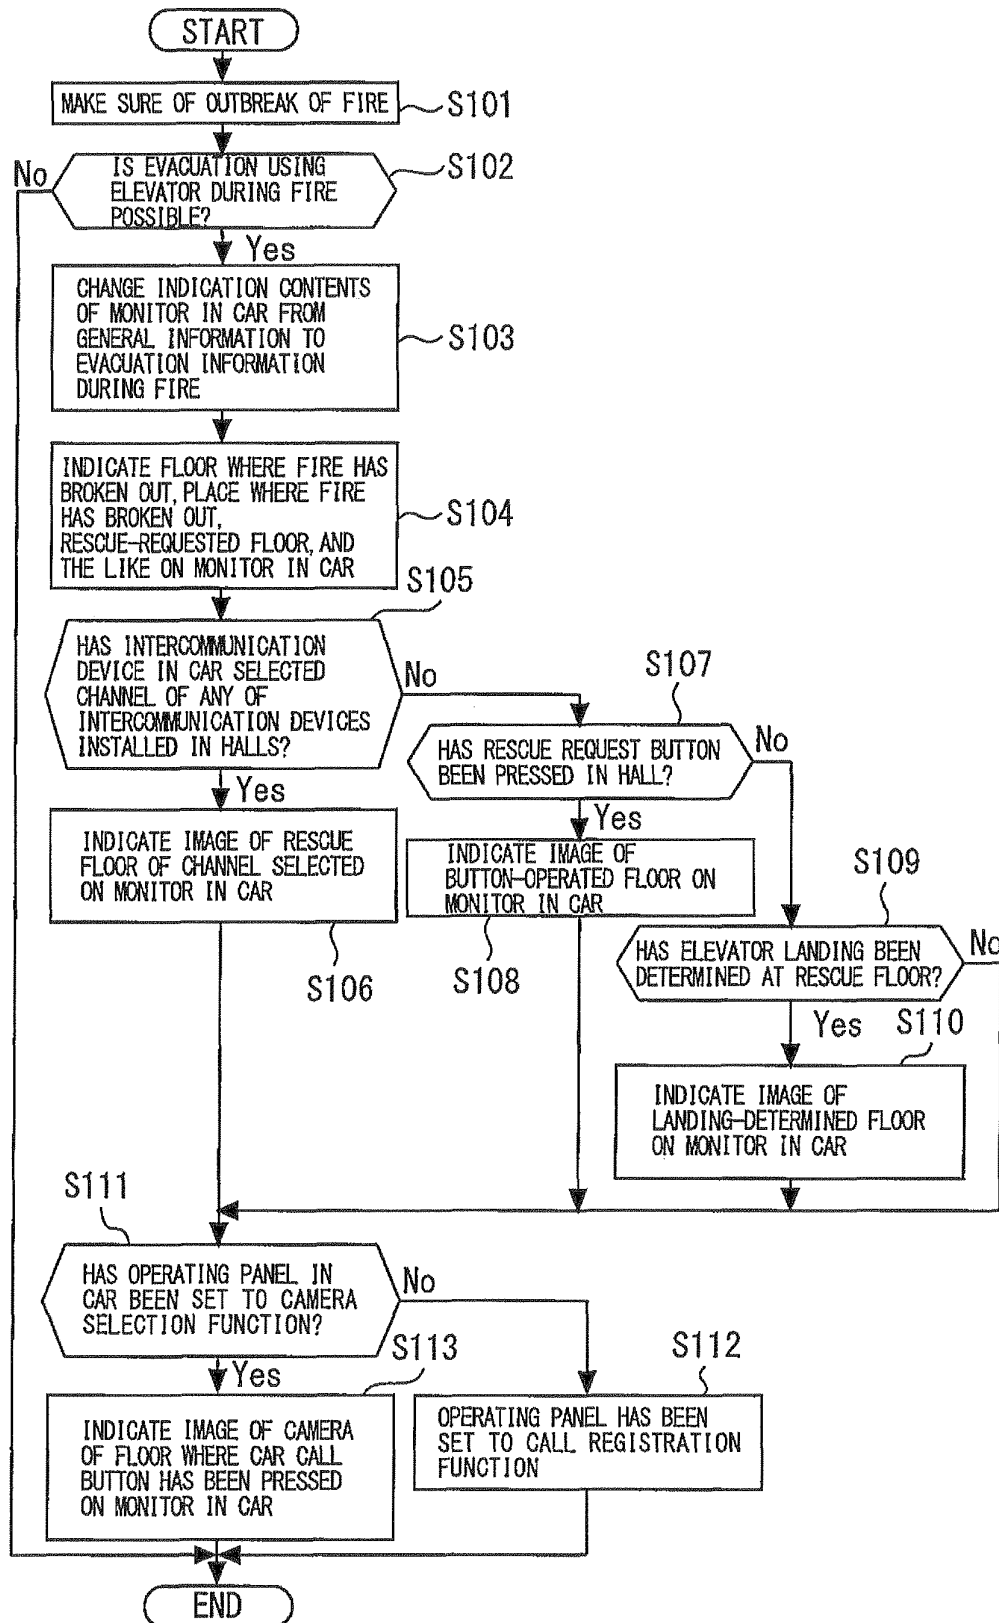 START
MAKE SURE OF OUTBREAK OF FIRE
S101
IS EVACUATION USING
ELEVATOR DURING FIRE
POSSIBLE?
S102
No
Yes
CHANGE INDICATION CONTENTS
OF MONITOR IN CAR FROM
GENERAL INFORMATION TO
EVACUATION INFORMATION
DURING FIRE
S103
INDICATE FLOOR WHERE FIRE HAS
BROKEN OUT, PLACE WHERE FIRE
HAS BROKEN OUT,
RESCUE-REQUESTED FLOOR, AND
THE LIKE ON MONITOR IN CAR
S104
S105
HAS INTERCOMMUNICATION
DEVICE IN CAR SELECTED
CHANNEL OF ANY OF
INTERCOMMUNICATION DEVICES
INSTALLED IN HALLS?
No
Yes
S107
HAS RESCUE REQUEST BUTTON
BEEN PRESSED IN HALL?
No
Yes
INDICATE IMAGE OF RESCUE
FLOOR OF CHANNEL SELECTED
ON MONITOR IN CAR
S106
INDICATE IMAGE OF
BUTTON-OPERATED FLOOR ON
MONITOR IN CAR
S108
S109
HAS ELEVATOR LANDING BEEN
DETERMINED AT RESCUE FLOOR?
No
Yes
S110
INDICATE IMAGE OF
LANDING-DETERMINED FLOOR
ON MONITOR IN CAR
S111
HAS OPERATING PANEL IN
CAR BEEN SET TO CAMERA
SELECTION FUNCTION?
No
Yes
S113
INDICATE IMAGE OF CAMERA
OF FLOOR WHERE CAR CALL
BUTTON HAS BEEN PRESSED
ON MONITOR IN CAR
S112
OPERATING PANEL HAS BEEN
SET TO CALL REGISTRATION
FUNCTION
END